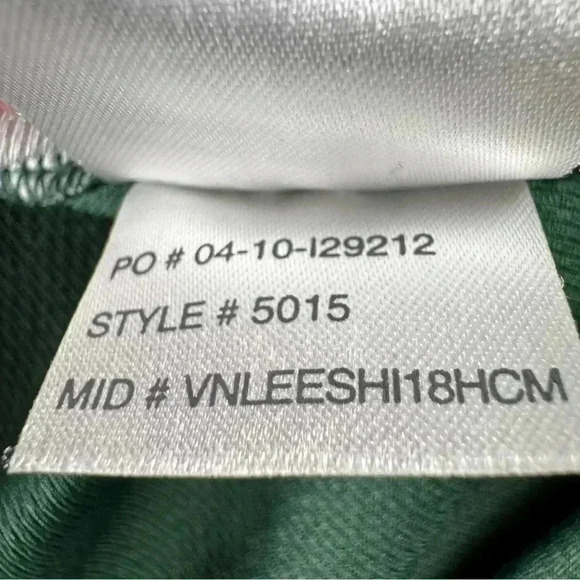 PO # 04-10-I29212
STYLE # 5015
MID # VNLEESHI18HCM